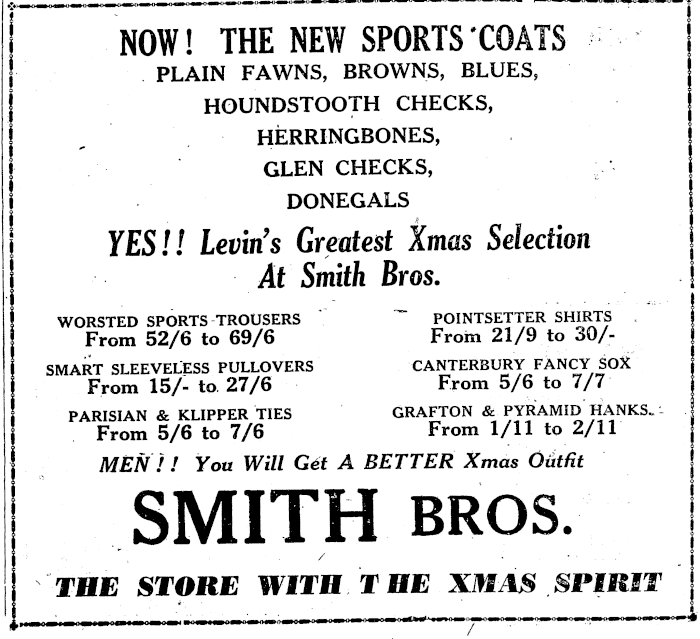 NOW! THE NEW SPORTS COATS
PLAIN FAWNS, BROWNS, BLUES,
HOUNDSTOOTH CHECKS,
HERRINGBONES,
GLEN CHECKS,
DONEGALS
YES!! Levin's Greatest Xmas Selection
At Smith Bros.
WORSTED SPORTS TROUSERS
From 52/6 to 69/6
SMART SLEEVELESS PULLOVERS
From 15/- to 27/6
PARISIAN & KLIPPER TIES
From 5/6 to 7/6
POINTSETTER SHIRTS
From 21/9 to 30/-
CANTERBURY FANCY SOX
From 5/6 to 7/7
GRAFTON & PYRAMID HANKS.
From 1/11 to 2/11
MEN!! You Will Get A BETTER Xmas Outfit
SMITH BROS.
THE STORE WITH THE XMAS SPIRIT